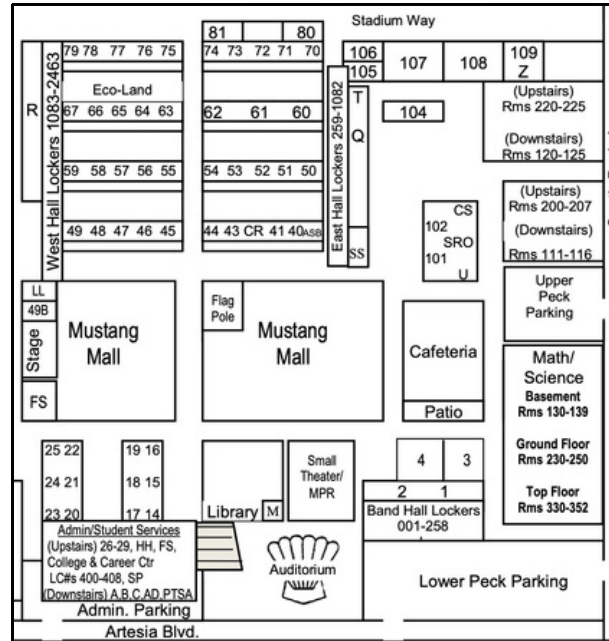 Stadium Way
81 80
79 78 77 76 75
74 73 72 71 70
106
105
107
108
109
Z
R
West Hall Lockers 1083-2463
Eco-Land
67 66 65 64 63
62 61 60
East Hall Lockers 259-1082
T
Q
104
(Upstairs)
Rms 220-225
(Downstairs)
Rms 120-125
59 58 57 56 55
54 53 52 51 50
49 48 47 46 45
44 43 CR 41 40 ASB
SS
CS
102
SRO
101
U
(Upstairs)
Rms 200-207
(Downstairs)
Rms 111-116
LL
49B
Stage
FS
Mustang
Mall
Flag
Pole
Mustang
Mall
Cafeteria
Patio
Upper
Peck
Parking
Math/
Science
Basement
Rms 130-139
Ground Floor
Rms 230-250
Top Floor
Rms 330-352
25 22
24 21
23 20
19 16
18 15
17 14
Library
M
Small
Theater/
MPR
4 3
2 1
Band Hall Lockers
001-258
Admin/Student Services
(Upstairs) 26-29, HH, FS,
College & Career Ctr
LC#s 400-408, SP
(Downstairs) A,B,C,AD,PTSA
Auditorium
Lower Peck Parking
Admin. Parking
Artesia Blvd.